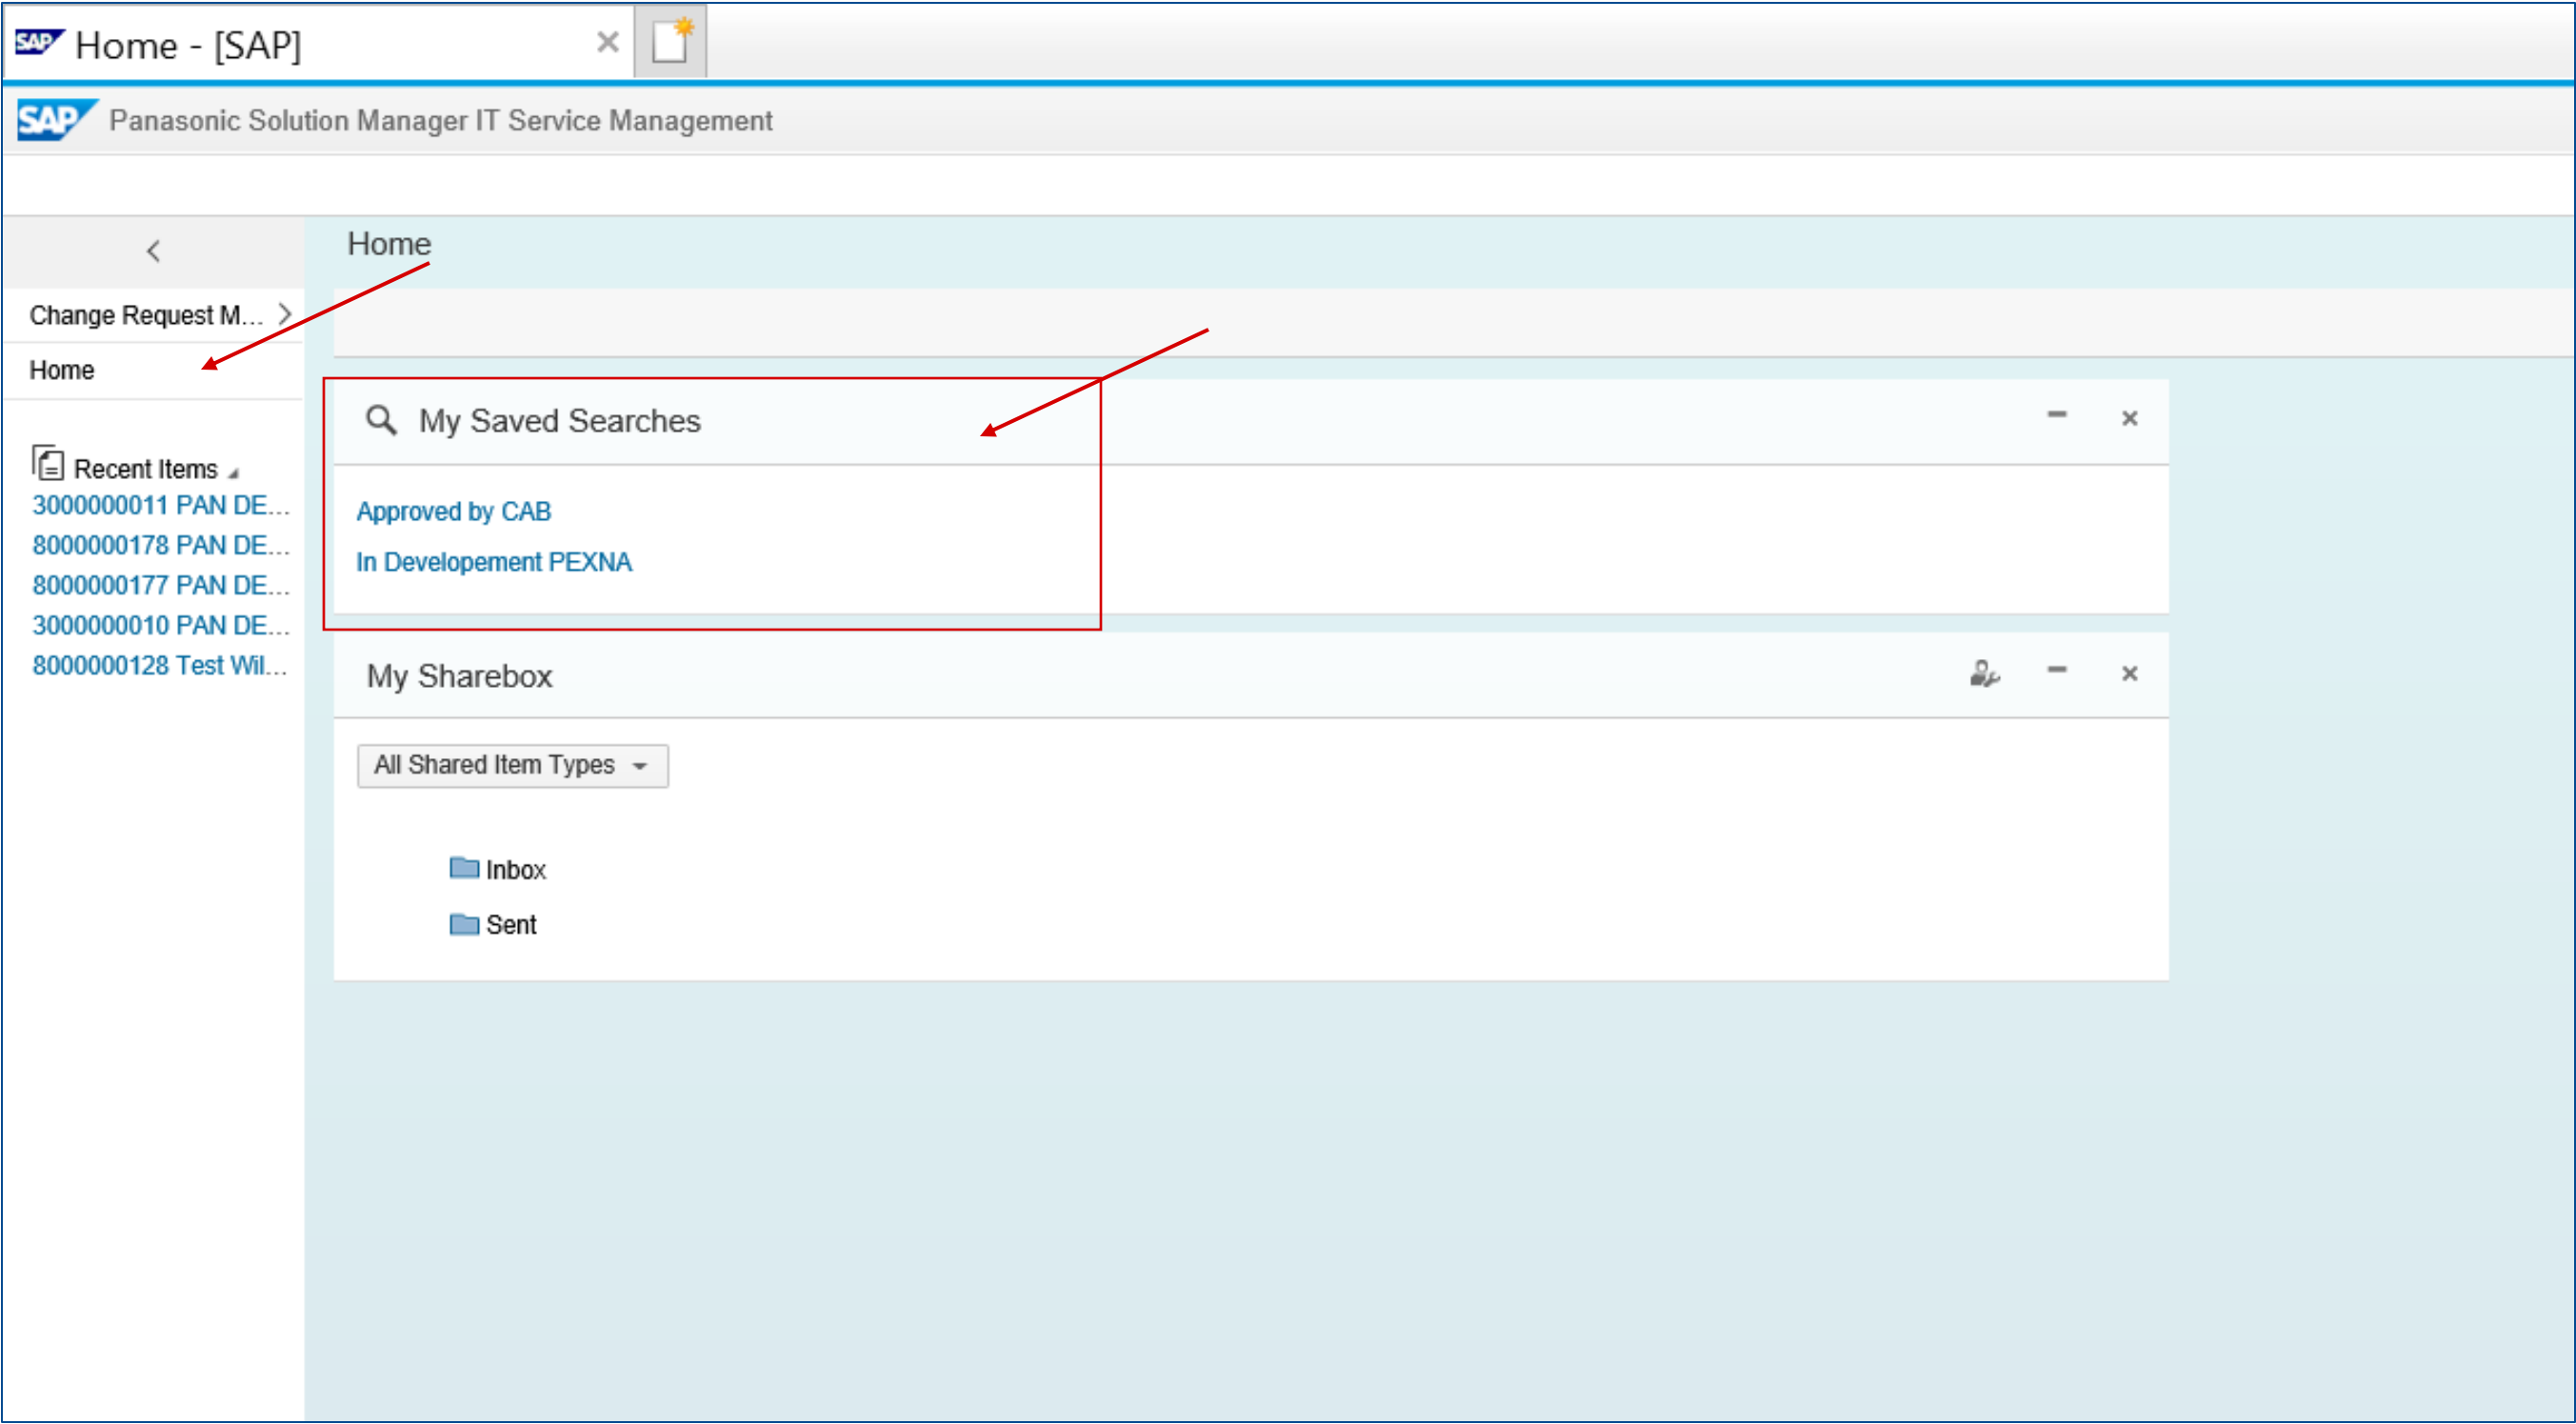 SAP Home - [SAP]
SAP Panasonic Solution Manager IT Service Management
Home
Change Request M...
Home
Recent Items
3000000011 PAN DE...
8000000178 PAN DE...
8000000177 PAN DE...
3000000010 PAN DE...
8000000128 Test Wil...
My Saved Searches
Approved by CAB
In Developement PEXNA
My Sharebox
All Shared Item Types
Inbox
Sent